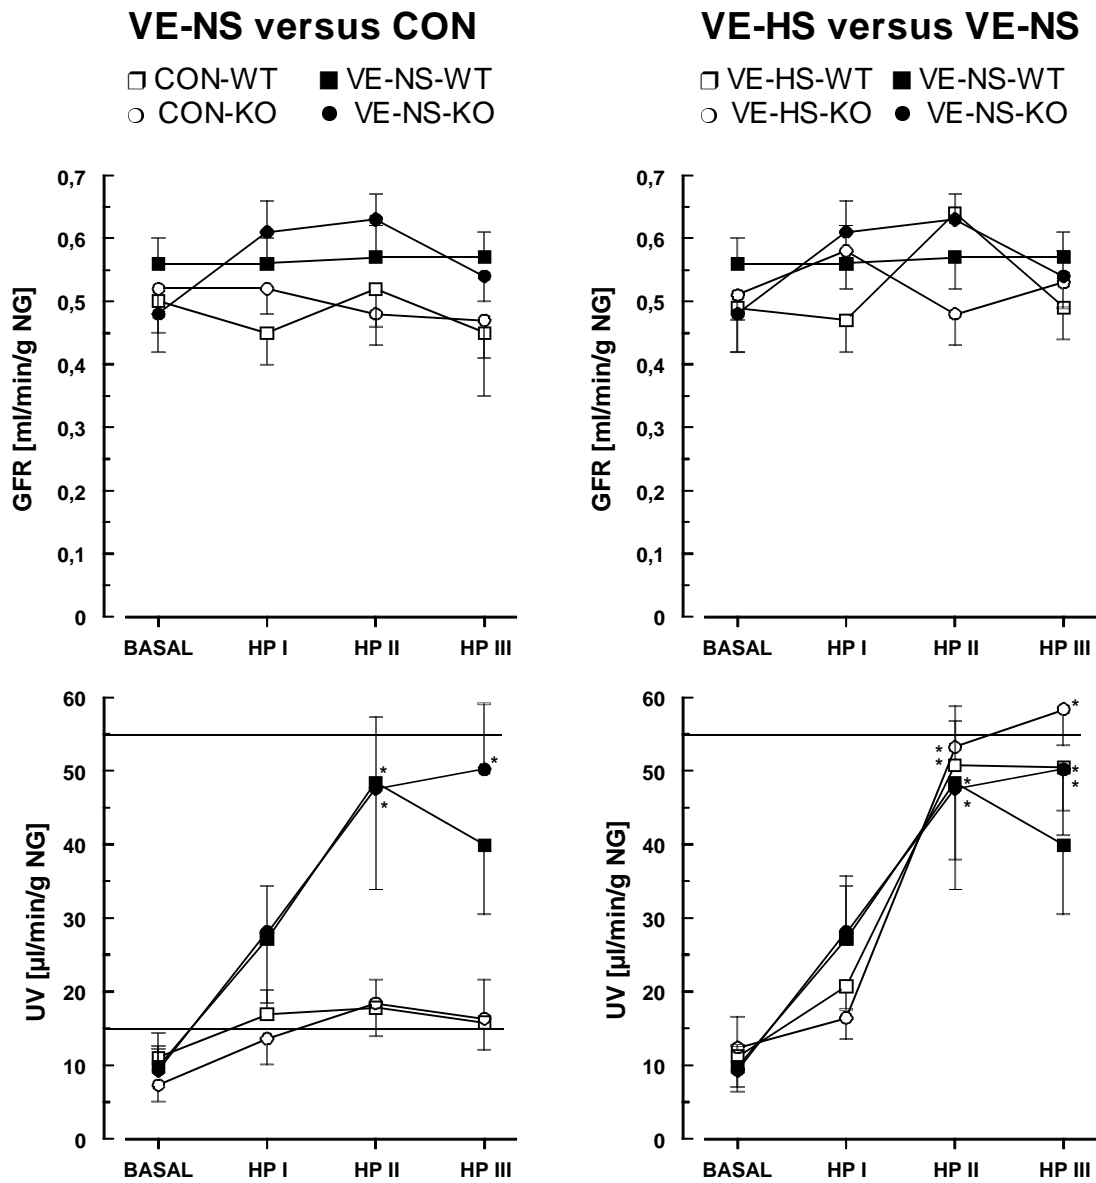 VE-NS versus CON
CON-WT VE-NS-WT
CON-KO VE-NS-KO
VE-HS versus VE-NS
VE-HS-WT VE-NS-WT
VE-HS-KO VE-NS-KO
GFR [ml/min/g NG]
0,7
0,6
0,5
0,4
0,3
0,2
0,1
0
BASAL HP I HP II HP III
GFR [ml/min/g NG]
0,7
0,6
0,5
0,4
0,3
0,2
0,1
0
BASAL HP I HP II HP III
UV [µl/min/g NG]
60
50
40
30
20
10
0
*
*
*
BASAL HP I HP II HP III
UV [µl/min/g NG]
60
50
40
30
20
10
0
*
*
*
*
*
*
*
BASAL HP I HP II HP III